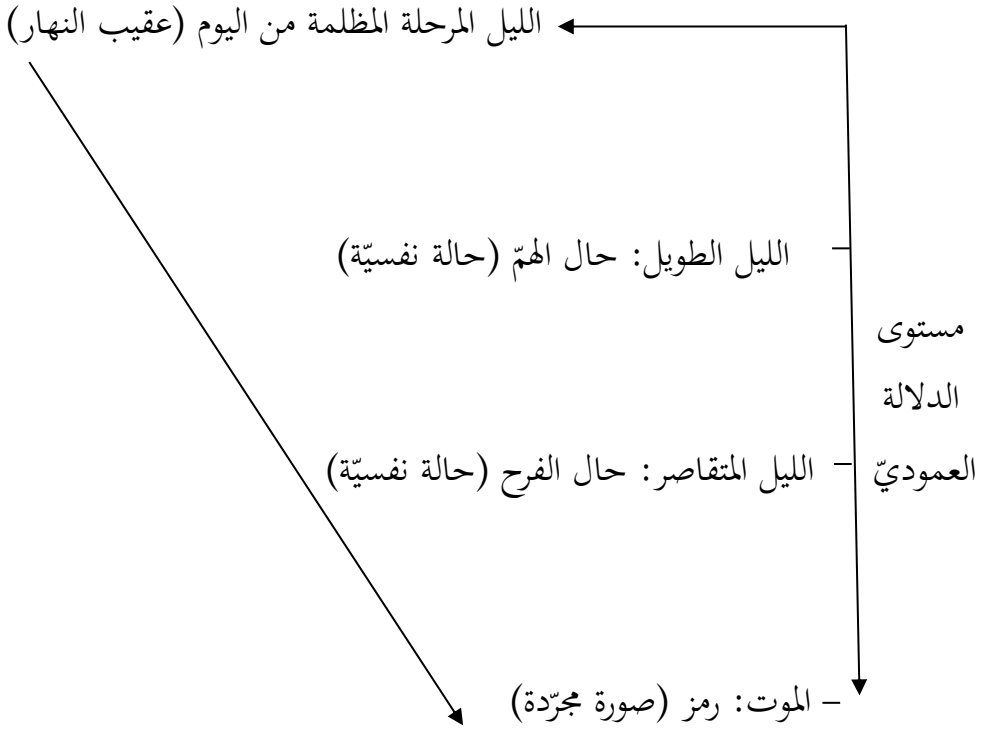 الليل المرحلة المظلمة من اليوم (عقيب النهار)
الليل الطويل: حال الهمّ (حالة نفسيّة)
مستوى
الدلالة
العموديّ
الليل المتقاصر: حال الفرح (حالة نفسيّة)
– الموت: رمز (صورة مجرّدة)